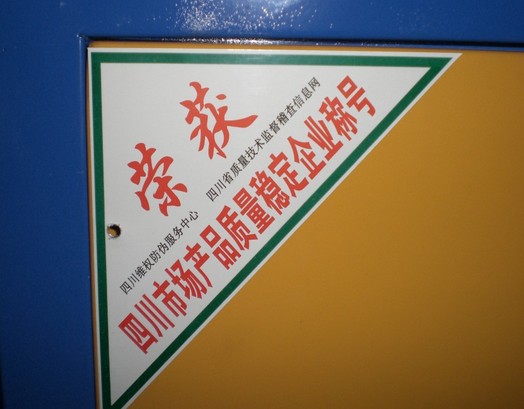 荣获
四川维权防伪服务中心 四川省质量技术监督稽查信息网
四川市场产品质量稳定企业称号